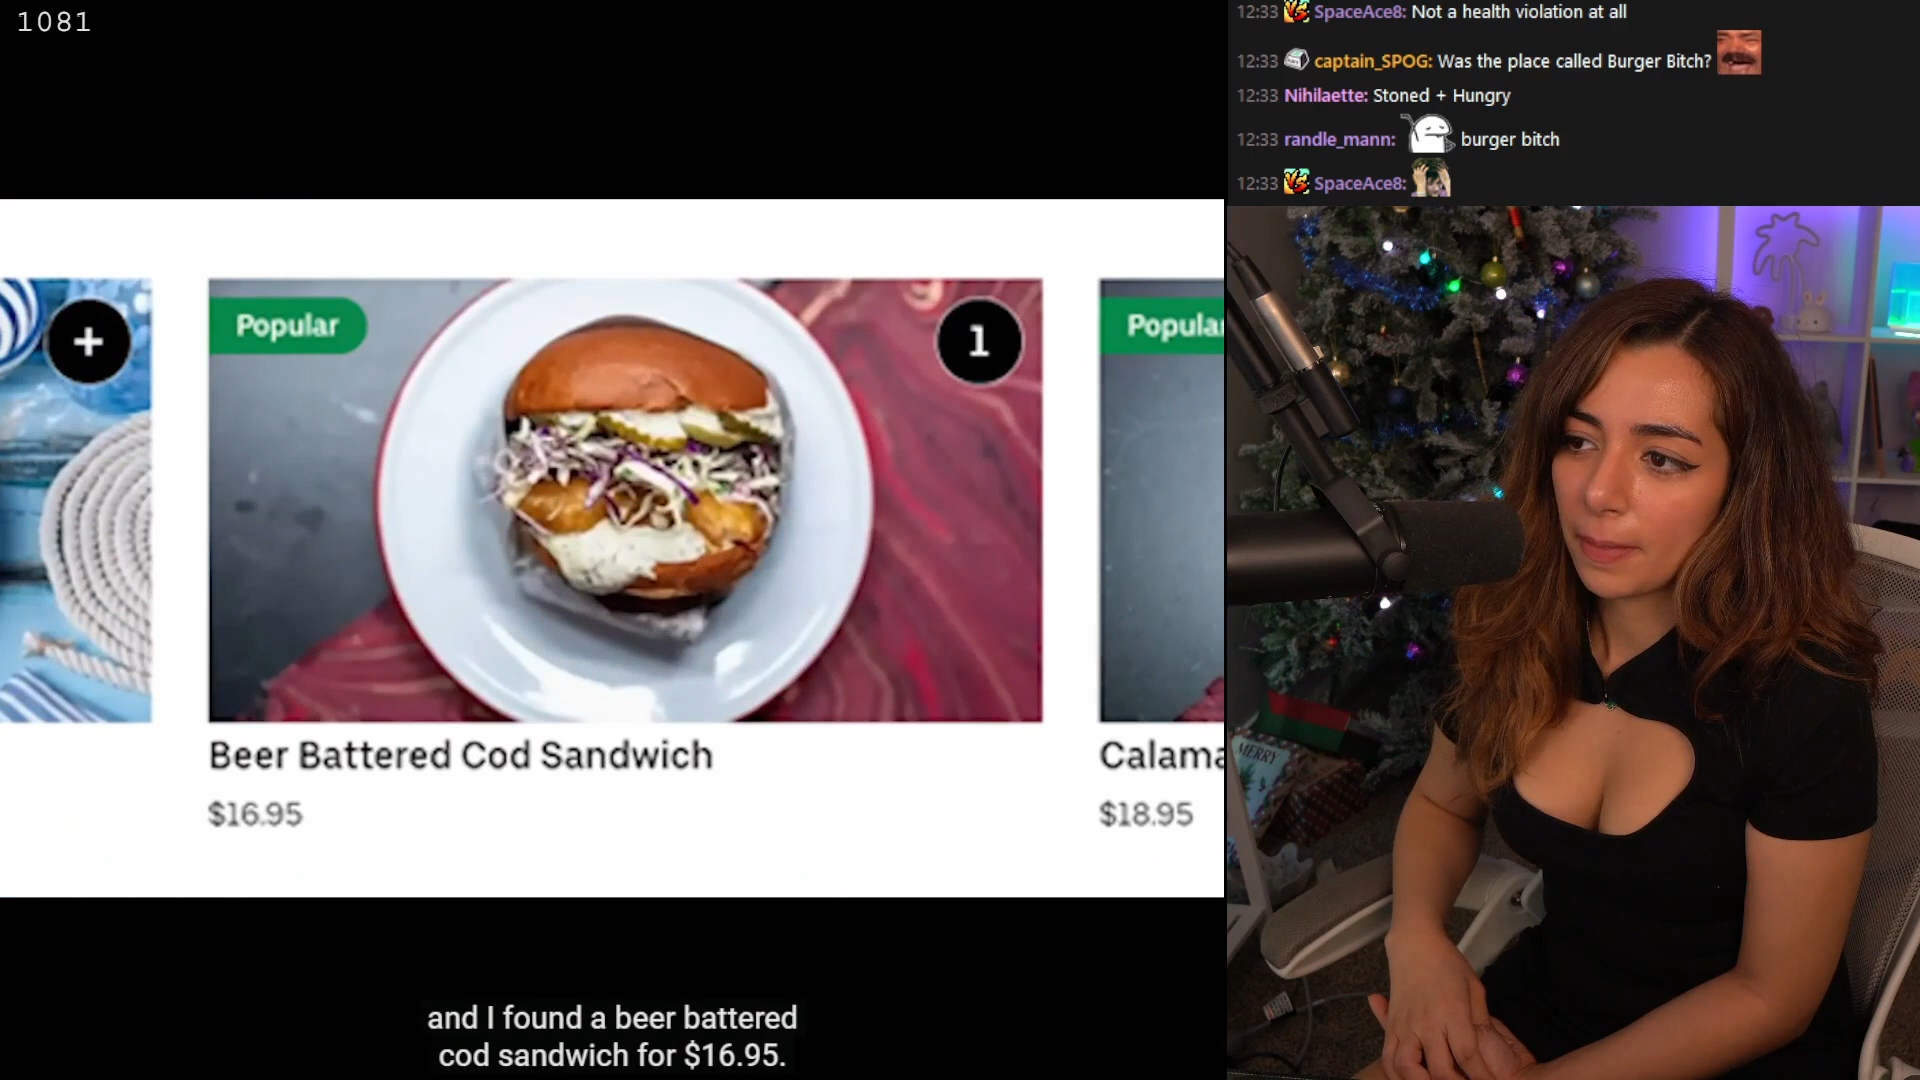 1081
12:33 SpaceAce8: Not a health violation at all
12:33 captain_SPOG: Was the place called Burger Bitch?
12:33 Nihilaette: Stoned + Hungry
12:33 randle_mann: burger bitch
12:33 SpaceAce8:
Popular
1
Popular
Beer Battered Cod Sandwich
$16.95
Calama
$18.95
MERRY
and I found a beer battered
cod sandwich for $16.95.